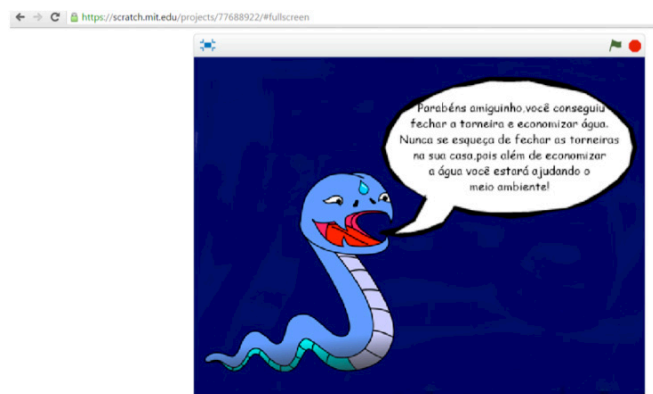 https://scratch.mit.edu/projects/77688922/#fullscreen
Parabéns amiguinho,você conseguiu
fechar a torneira e economizar água.
Nunca se esqueça de fechar as torneiras
na sua casa,pois além de economizar
a água você estará ajudando o
meio ambiente!